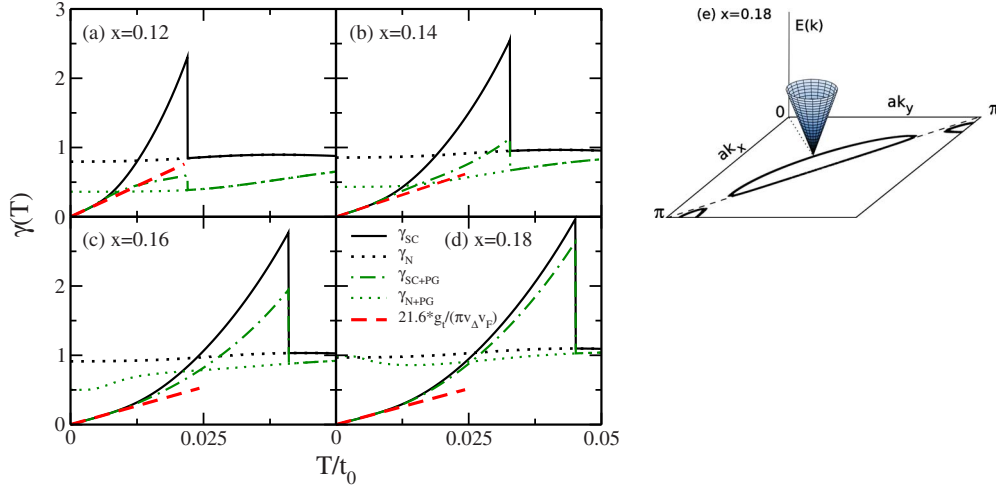 3
2
1
0
2
1
0
γ(T)
(a) x=0.12
(b) x=0.14
(c) x=0.16
(d) x=0.18
γ_SC
γ_N
γ_SC+PG
γ_N+PG
21.6*g_t/(πv_Δv_F)
0
0.025
0
0.025
0.05
T/t_0
(e) x=0.18
E(k)
0
ak_y
π
ak_x
π